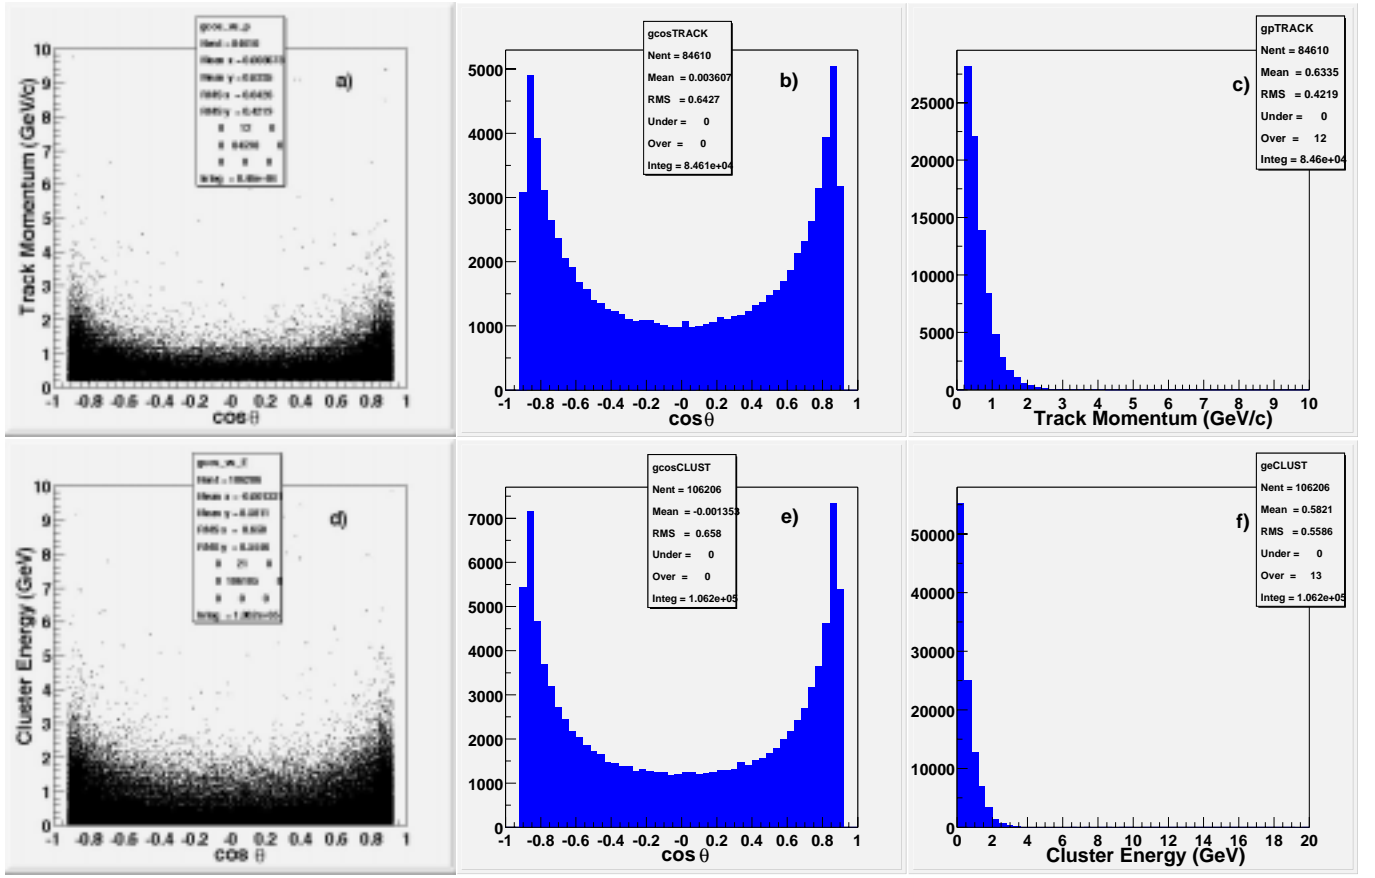 a)
10
9
8
7
6
5
4
3
2
1
0
-1 -0.8 -0.6 -0.4 -0.2 -0 0.2 0.4 0.6 0.8 1
cos θ
Track Momentum (GeV/c)
gcosTRACK
Nent = 84610
Mean = 0.003607
RMS = 0.6427
Under = 0
Over = 0
Integ = 8.461e+04
b)
5000
4000
3000
2000
1000
0
-1 -0.8 -0.6 -0.4 -0.2 -0 0.2 0.4 0.6 0.8 1
cos θ
gpTRACK
Nent = 84610
Mean = 0.6335
RMS = 0.4219
Under = 0
Over = 12
Integ = 8.46e+04
c)
25000
20000
15000
10000
5000
0
0 1 2 3 4 5 6 7 8 9 10
Track Momentum (GeV/c)
d)
10
9
8
7
6
5
4
3
2
1
0
-1 -0.8 -0.6 -0.4 -0.2 -0 0.2 0.4 0.6 0.8 1
cos θ
Cluster Energy (GeV)
gcosCLUST
Nent = 106206
Mean = -0.001353
RMS = 0.658
Under = 0
Over = 0
Integ = 1.062e+05
e)
7000
6000
5000
4000
3000
2000
1000
0
-1 -0.8 -0.6 -0.4 -0.2 -0 0.2 0.4 0.6 0.8 1
cos θ
geCLUST
Nent = 106206
Mean = 0.5821
RMS = 0.5586
Under = 0
Over = 13
Integ = 1.062e+05
f)
50000
40000
30000
20000
10000
0
0 2 4 6 8 10 12 14 16 18 20
Cluster Energy (GeV)